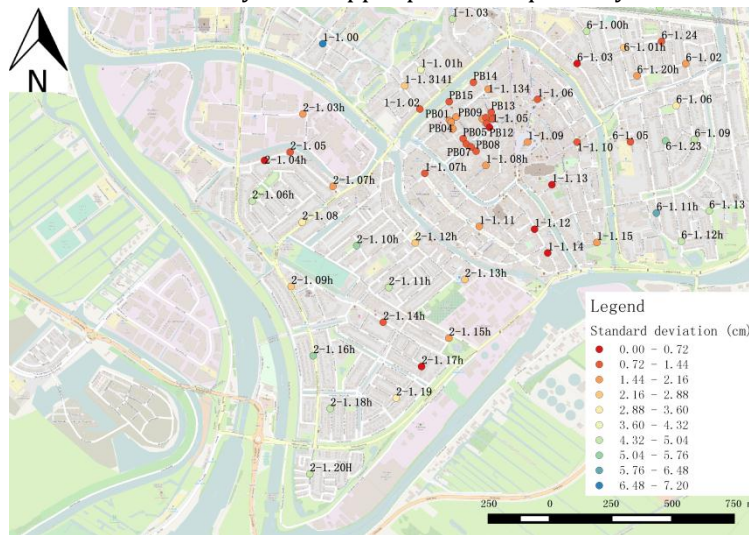 1-1.03
6-1.00h
6-1.24
1-1.00
6-1.01h
6-1.02
1-1.01h
6-1.03
6-1.20h
PB14
1-1.3141
1-1.134
PB15
1-1.06
6-1.06
1-1.02
PB13
2-1.03h
PB01
PB09
1-1.05
PB04
PB12
PB05
1-1.09
1-1.10
6-1.05
6-1.09
6-1.23
2-1.05
PB08
PB07
2-1.04h
1-1.08h
1-1.07h
2-1.07h
1-1.13
2-1.06h
6-1.11h
6-1.13
2-1.08
1-1.11
1-1.12
2-1.10h
2-1.12h
1-1.14
1-1.15
6-1.12h
2-1.09h
2-1.11h
2-1.13h
2-1.14h
2-1.15h
2-1.16h
2-1.17h
2-1.18h
2-1.19
2-1.20H
N
Legend
Standard deviation (cm)
0.00 - 0.72
0.72 - 1.44
1.44 - 2.16
2.16 - 2.88
2.88 - 3.60
3.60 - 4.32
4.32 - 5.04
5.04 - 5.76
5.76 - 6.48
6.48 - 7.20
250 0 250 500 750 m